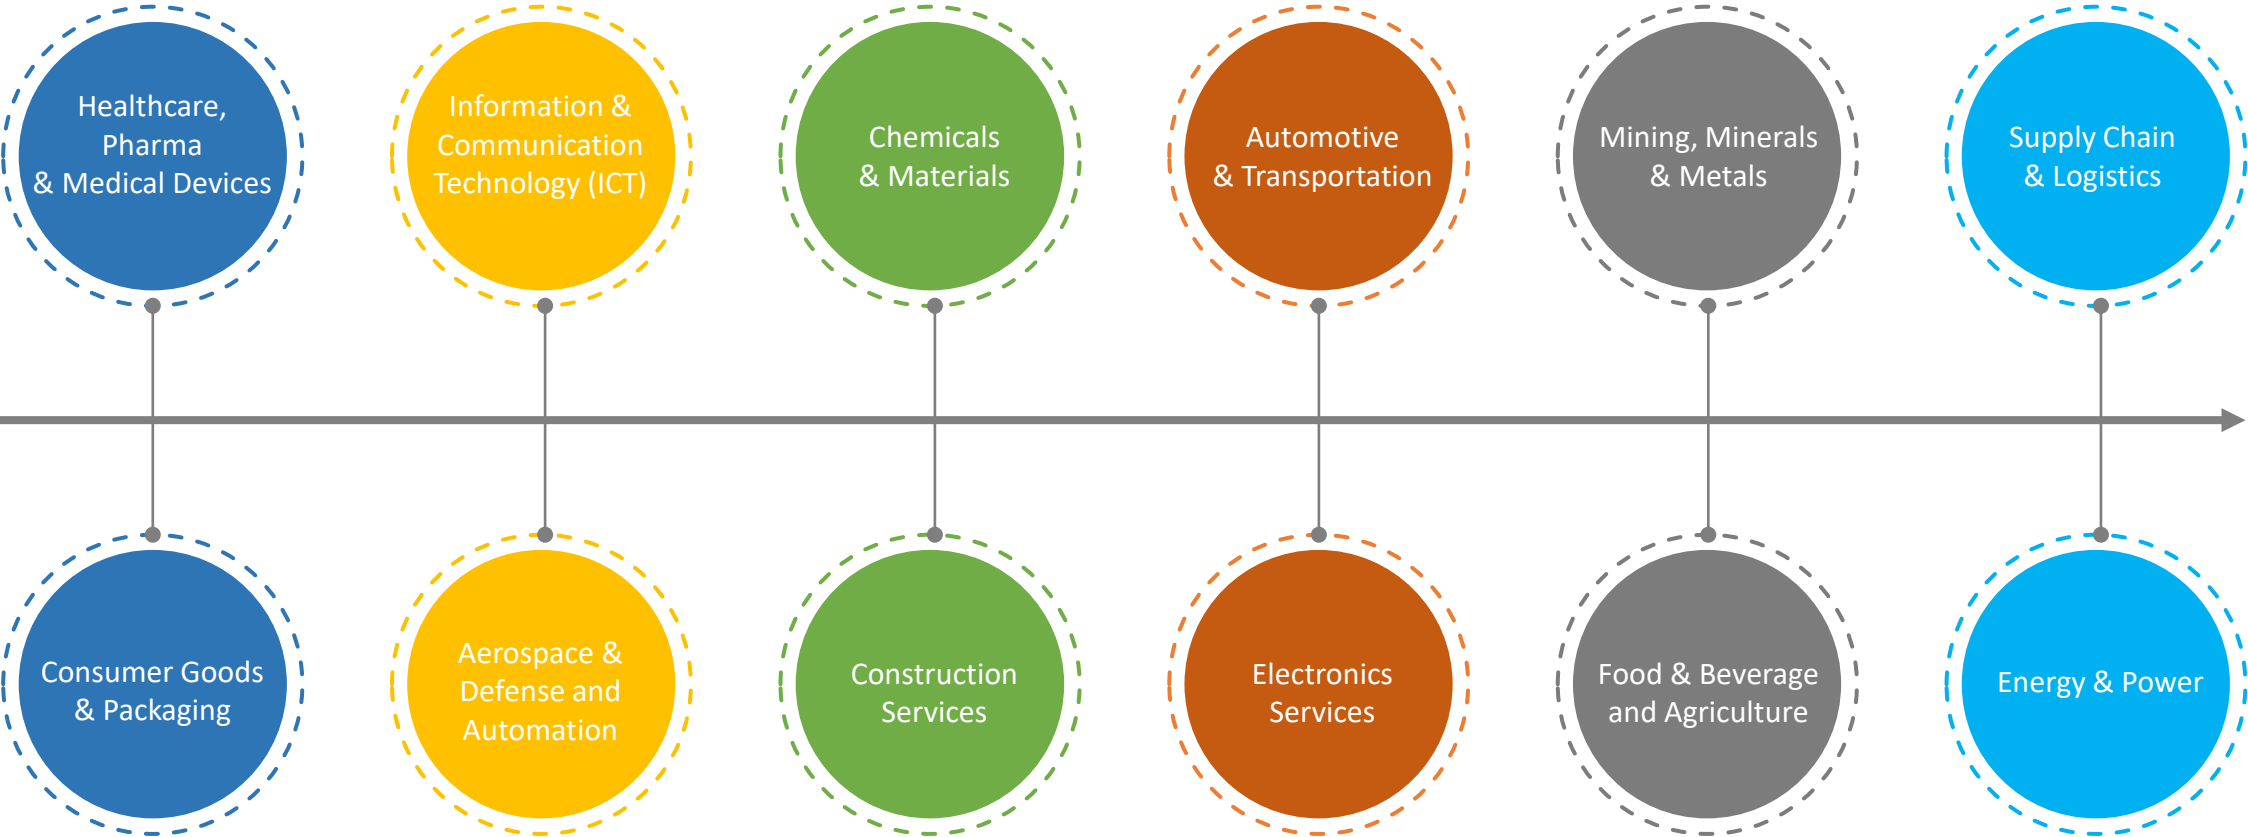 Healthcare,
Pharma
& Medical Devices
Information &
Communication
Technology (ICT)
Chemicals
& Materials
Automotive
& Transportation
Mining, Minerals
& Metals
Supply Chain
& Logistics
Consumer Goods
& Packaging
Aerospace &
Defense and
Automation
Construction
Services
Electronics
Services
Food & Beverage
and Agriculture
Energy & Power